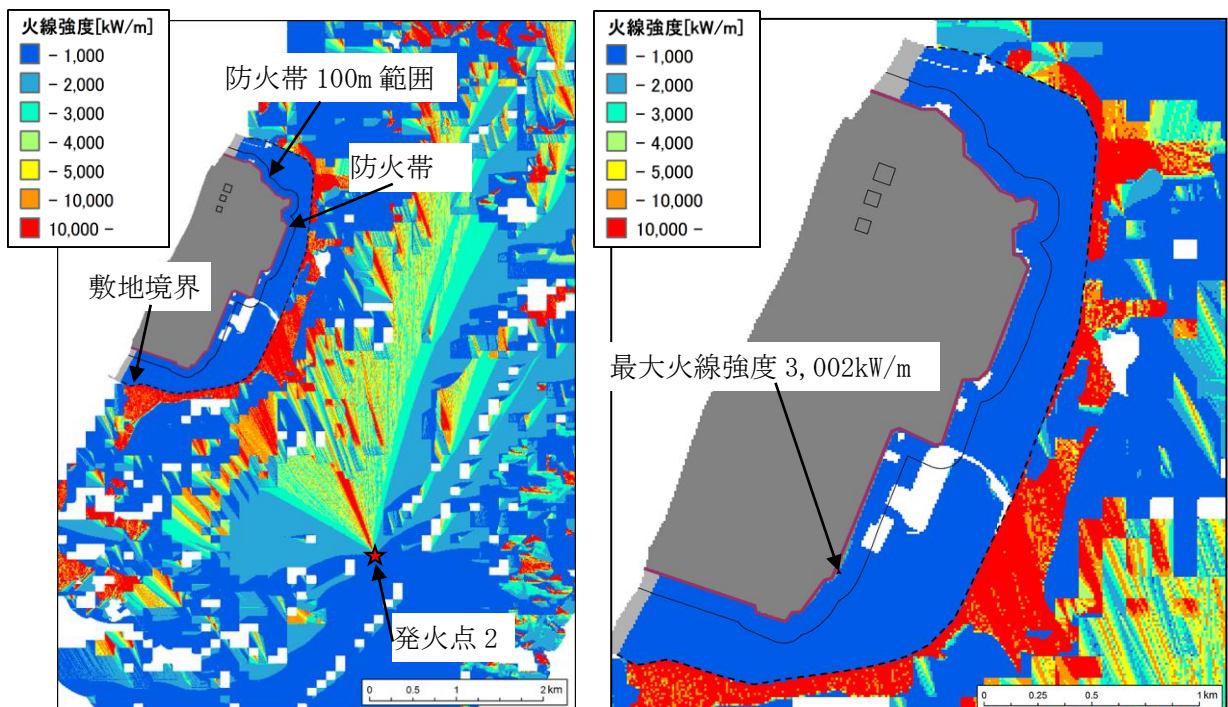 火線強度[kW/m]
- 1,000
- 2,000
- 3,000
- 4,000
- 5,000
- 10,000
10,000 -
防火帯 100m 範囲
防火帯
敷地境界
発火点 2
0 0.5 1 2 km
火線強度[kW/m]
- 1,000
- 2,000
- 3,000
- 4,000
- 5,000
- 10,000
10,000 -
最大火線強度 3,002kW/m
0 0.25 0.5 1 km